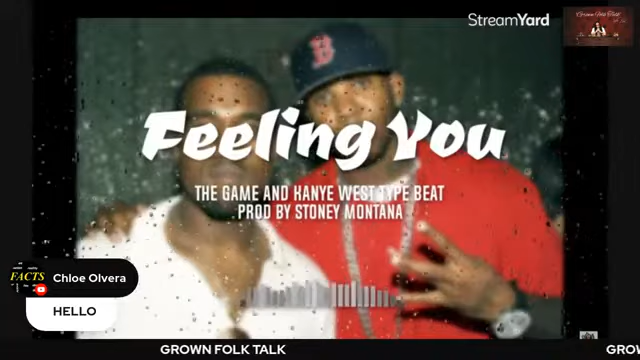 StreamYard
Feeling You
THE GAME AND KANYE WEST TYPE BEAT
PROD BY STONEY MONTANA
FACTS
Chloe Olvera
HELLO
GROWN FOLK TALK
GROW